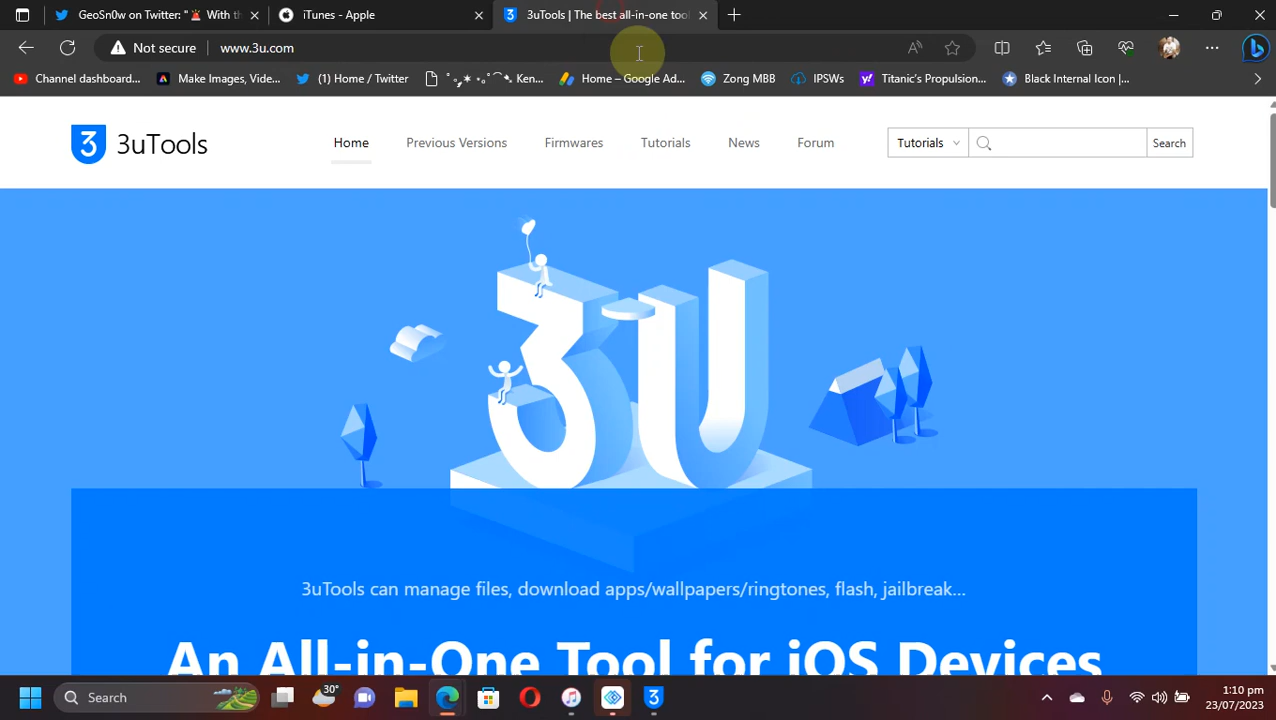 GeoSn0w on Twitter: "🚨 With th
iTunes - Apple
3uTools | The best all-in-one tool
Not secure
www.3u.com
Channel dashboard...
Make Images, Vide...
(1) Home / Twitter
Ken...
Home – Google Ad...
Zong MBB
IPSWs
Titanic's Propulsion...
Black Internal Icon |...
3 3uTools
Home
Previous Versions
Firmwares
Tutorials
News
Forum
Tutorials
Search
3U
3uTools can manage files, download apps/wallpapers/ringtones, flash, jailbreak...
An All-in-One Tool for iOS Devices
Search
30°
1:10 pm
23/07/2023